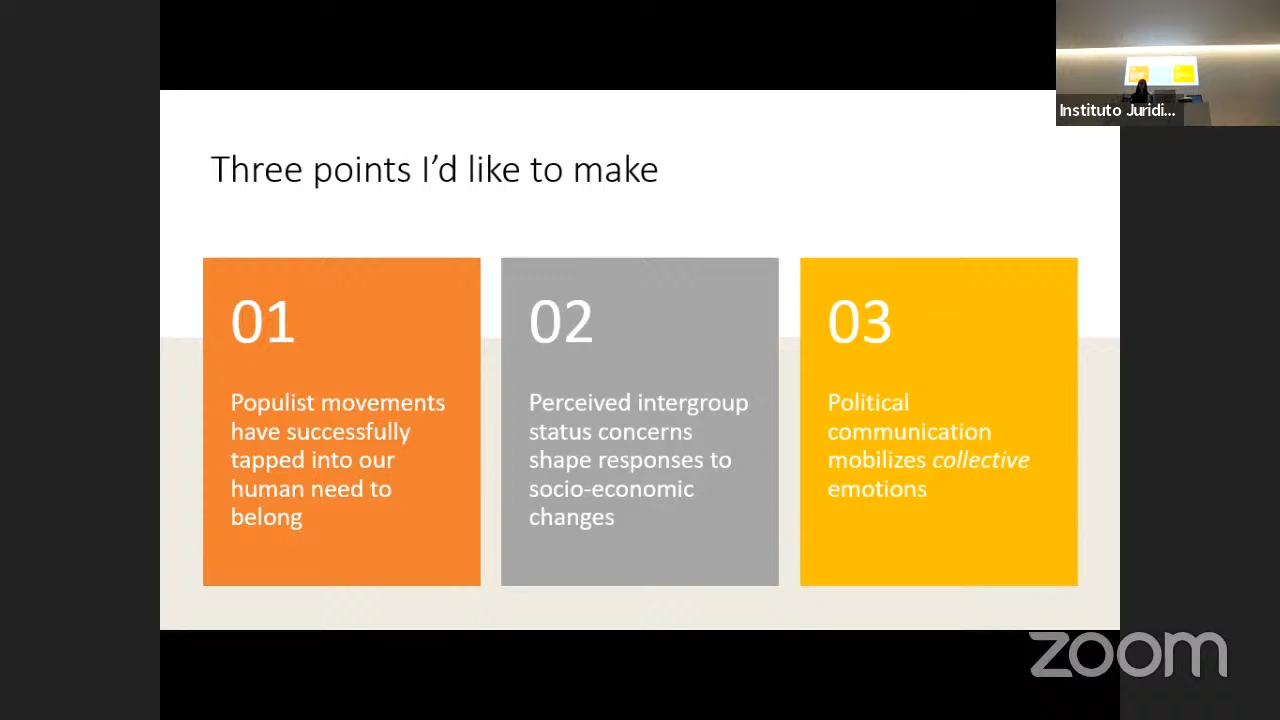 Instituto Juridi...
Three points I'd like to make
01
Populist movements
have successfully
tapped into our
human need to
belong
02
Perceived intergroup
status concerns
shape responses to
socio-economic
changes
03
Political
communication
mobilizes collective
emotions
zoom